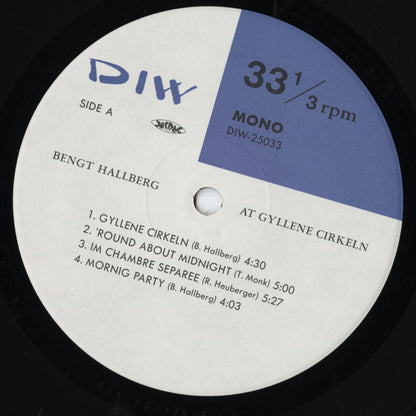 DIW
33 1/3 rpm
SIDE A
MONO
DIW-25033
BENGT HALLBERG
AT GYLLENE CIRKELN
1. GYLLENE CIRKELN (B. Hallberg) 4:30
2. 'ROUND ABOUT MIDNIGHT (T. Monk) 5:00
3. IM CHAMBRE SEPAREE (R. Heuberger) 5:27
4. MORNIG PARTY (B. Hallberg) 4:03